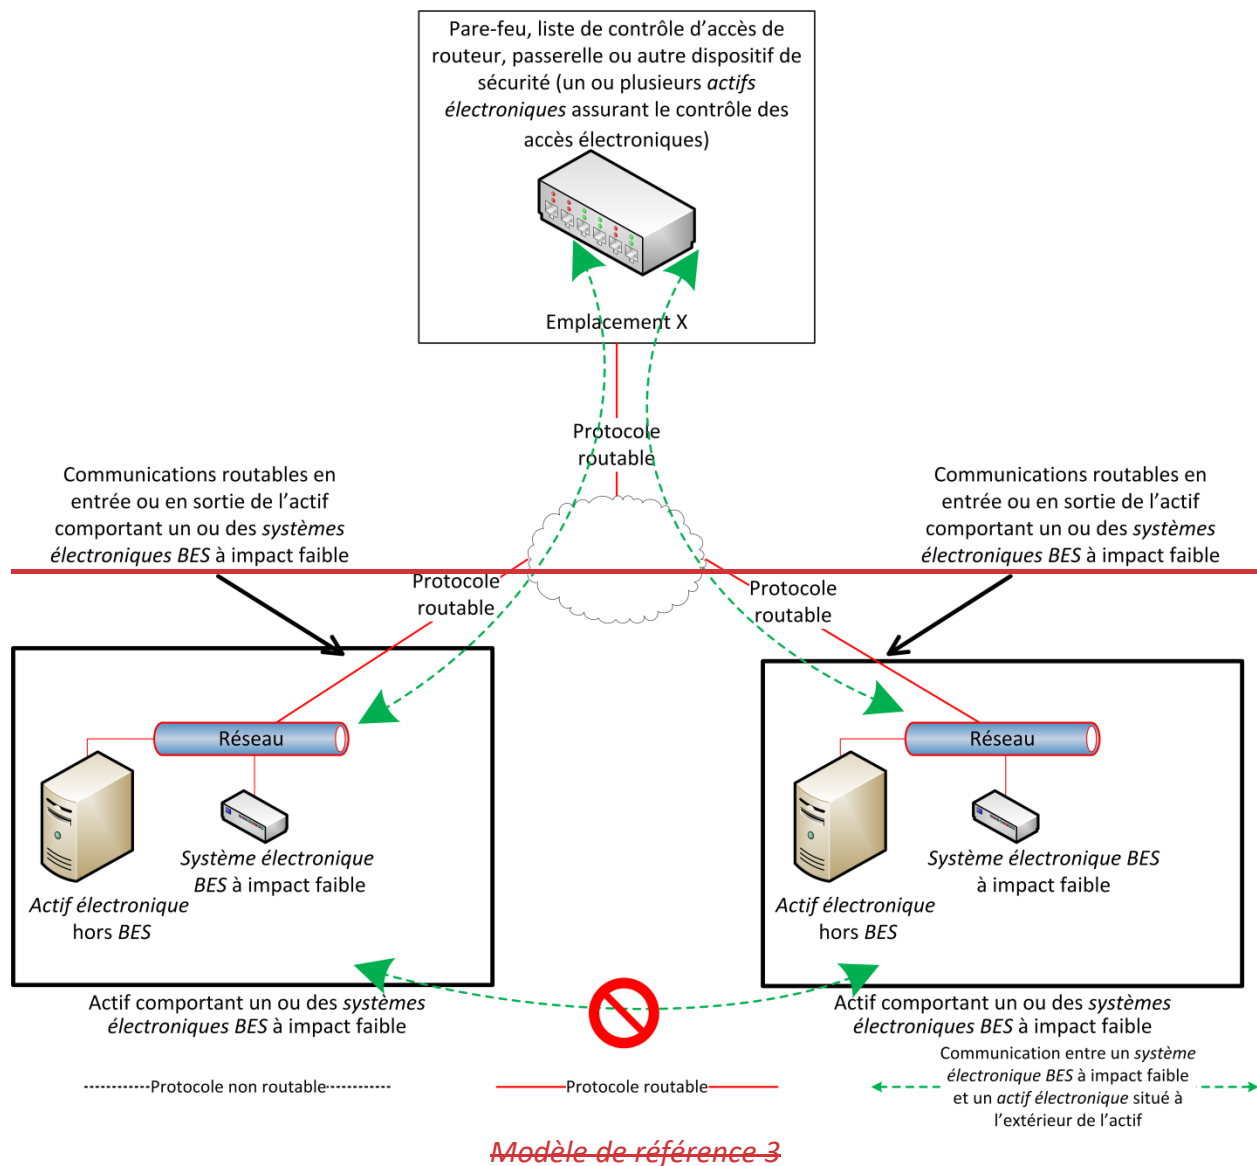 Pare-feu, liste de contrôle d’accès de
routeur, passerelle ou autre dispositif de
sécurité (un ou plusieurs actifs
électroniques assurant le contrôle des
accès électroniques)
Emplacement X
Protocole
routable
Communications routables en
entrée ou en sortie de l’actif
comportant un ou des systèmes
électroniques BES à impact faible
Communications routables en
entrée ou en sortie de l’actif
comportant un ou des systèmes
électroniques BES à impact faible
Protocole
routable
Protocole
routable
Réseau
Système électronique
BES à impact faible
Actif électronique
hors BES
Réseau
Système électronique BES
à impact faible
Actif électronique
hors BES
Actif comportant un ou des systèmes
électroniques BES à impact faible
Actif comportant un ou des systèmes
électroniques BES à impact faible
Protocole non routable
Protocole routable
Communication entre un système
électronique BES à impact faible
et un actif électronique situé à
l’extérieur de l’actif
Modèle de référence 3